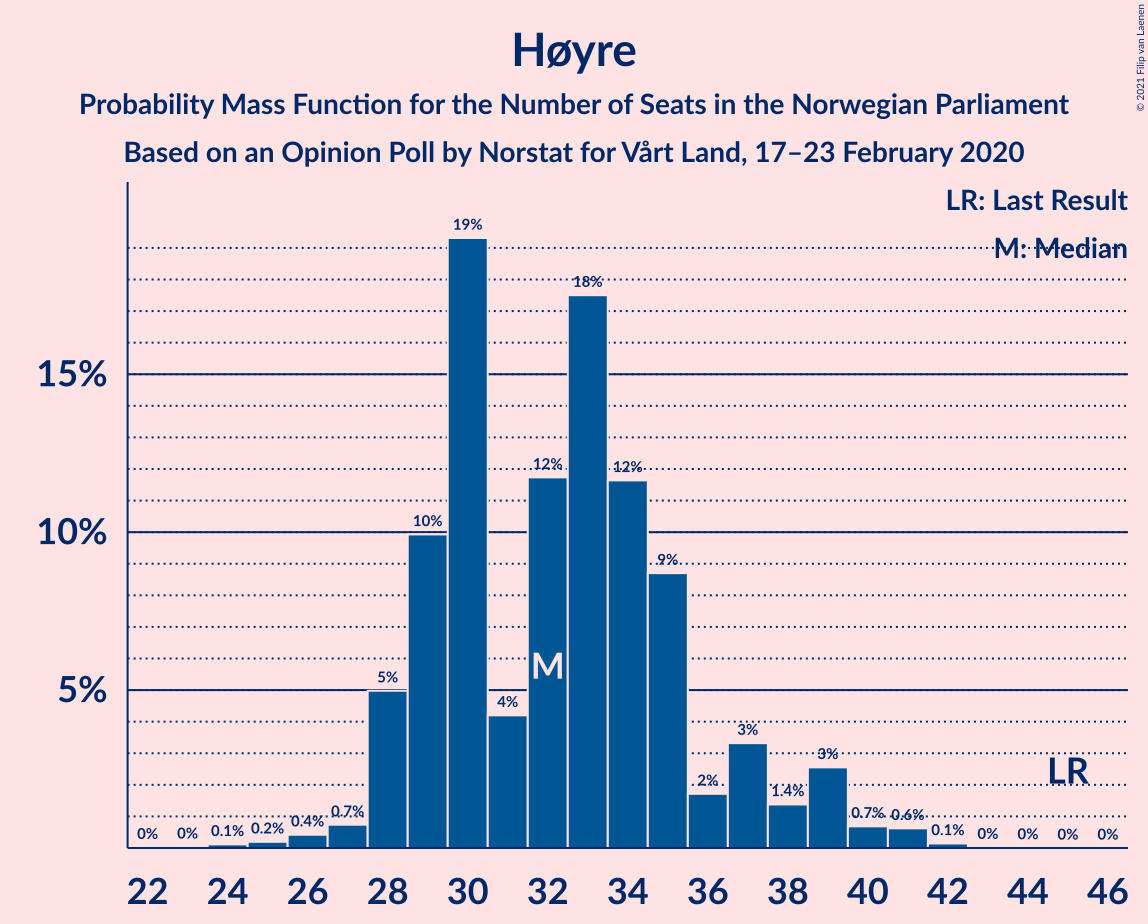 Høyre
Probability Mass Function for the Number of Seats in the Norwegian Parliament
Based on an Opinion Poll by Norstat for Vårt Land, 17–23 February 2020
© 2021 Filip van Laenen
LR: Last Result
M: Median
15%
10%
5%
0% 0% 0.1% 0.2% 0.4% 0.7% 5% 10% 19% 4% 12% 18% 12% 9% 2% 3% 1.4% 3% 0.7% 0.6% 0.1% 0% 0% 0% 0%
M
LR
22 24 26 28 30 32 34 36 38 40 42 44 46